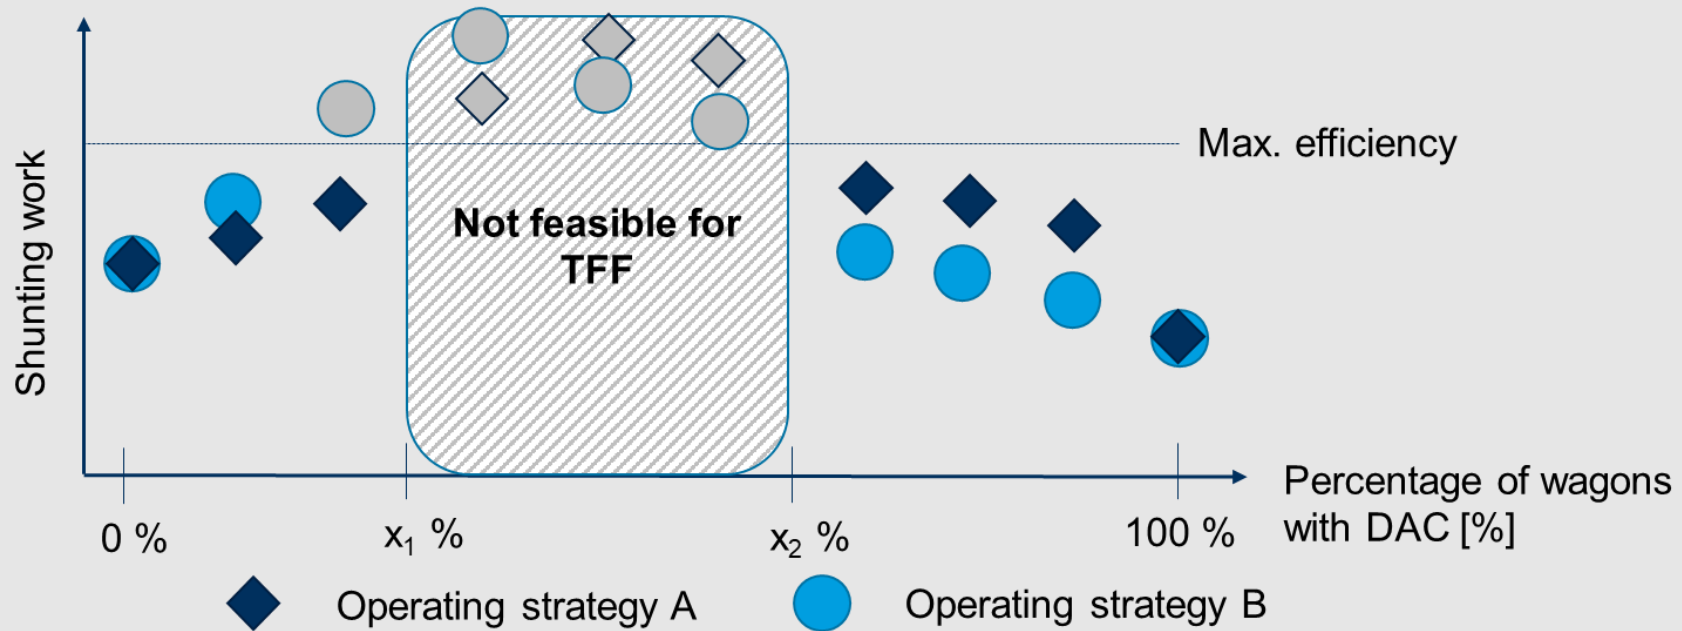 Shunting work
Max. efficiency
Not feasible for
TFF
0 %
x₁ %
x₂ %
100 %
Percentage of wagons
with DAC [%]
Operating strategy A
Operating strategy B